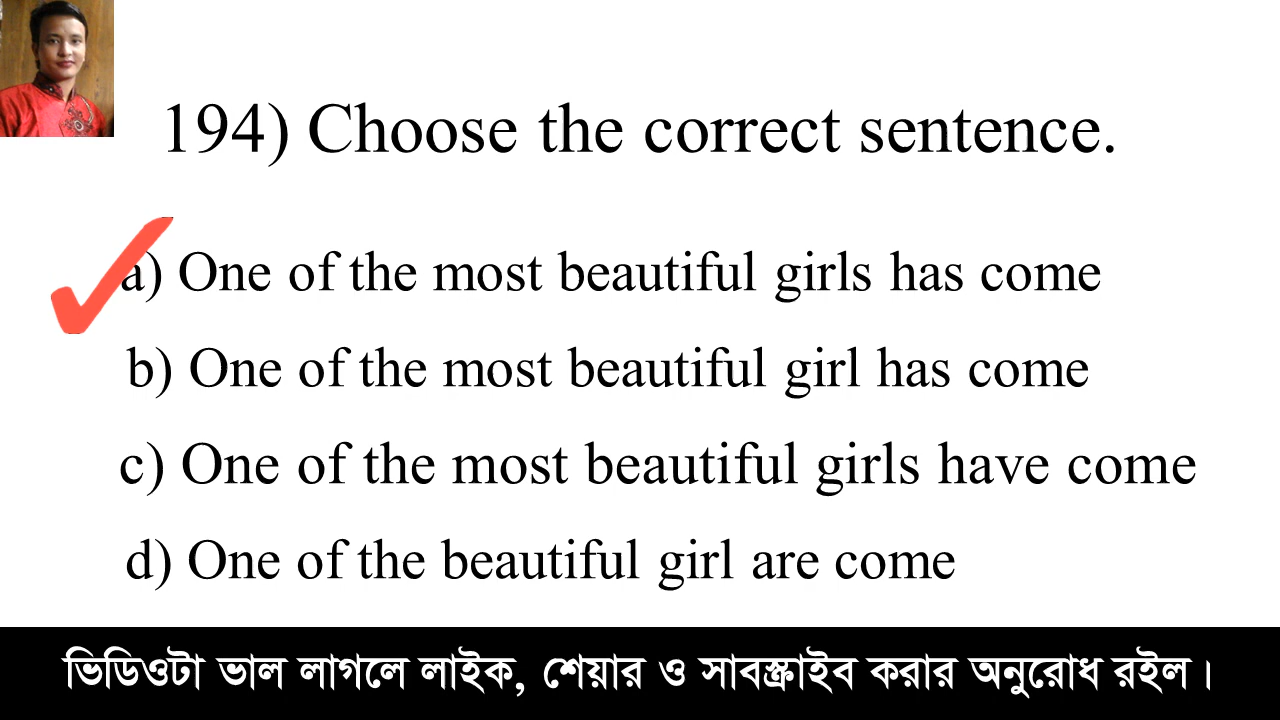 194) Choose the correct sentence.
a) One of the most beautiful girls has come
b) One of the most beautiful girl has come
c) One of the most beautiful girls have come
d) One of the beautiful girl are come
ভিডিওটা ভাল লাগলে লাইক, শেয়ার ও সাবস্ক্রাইব করার অনুরোধ রইল।